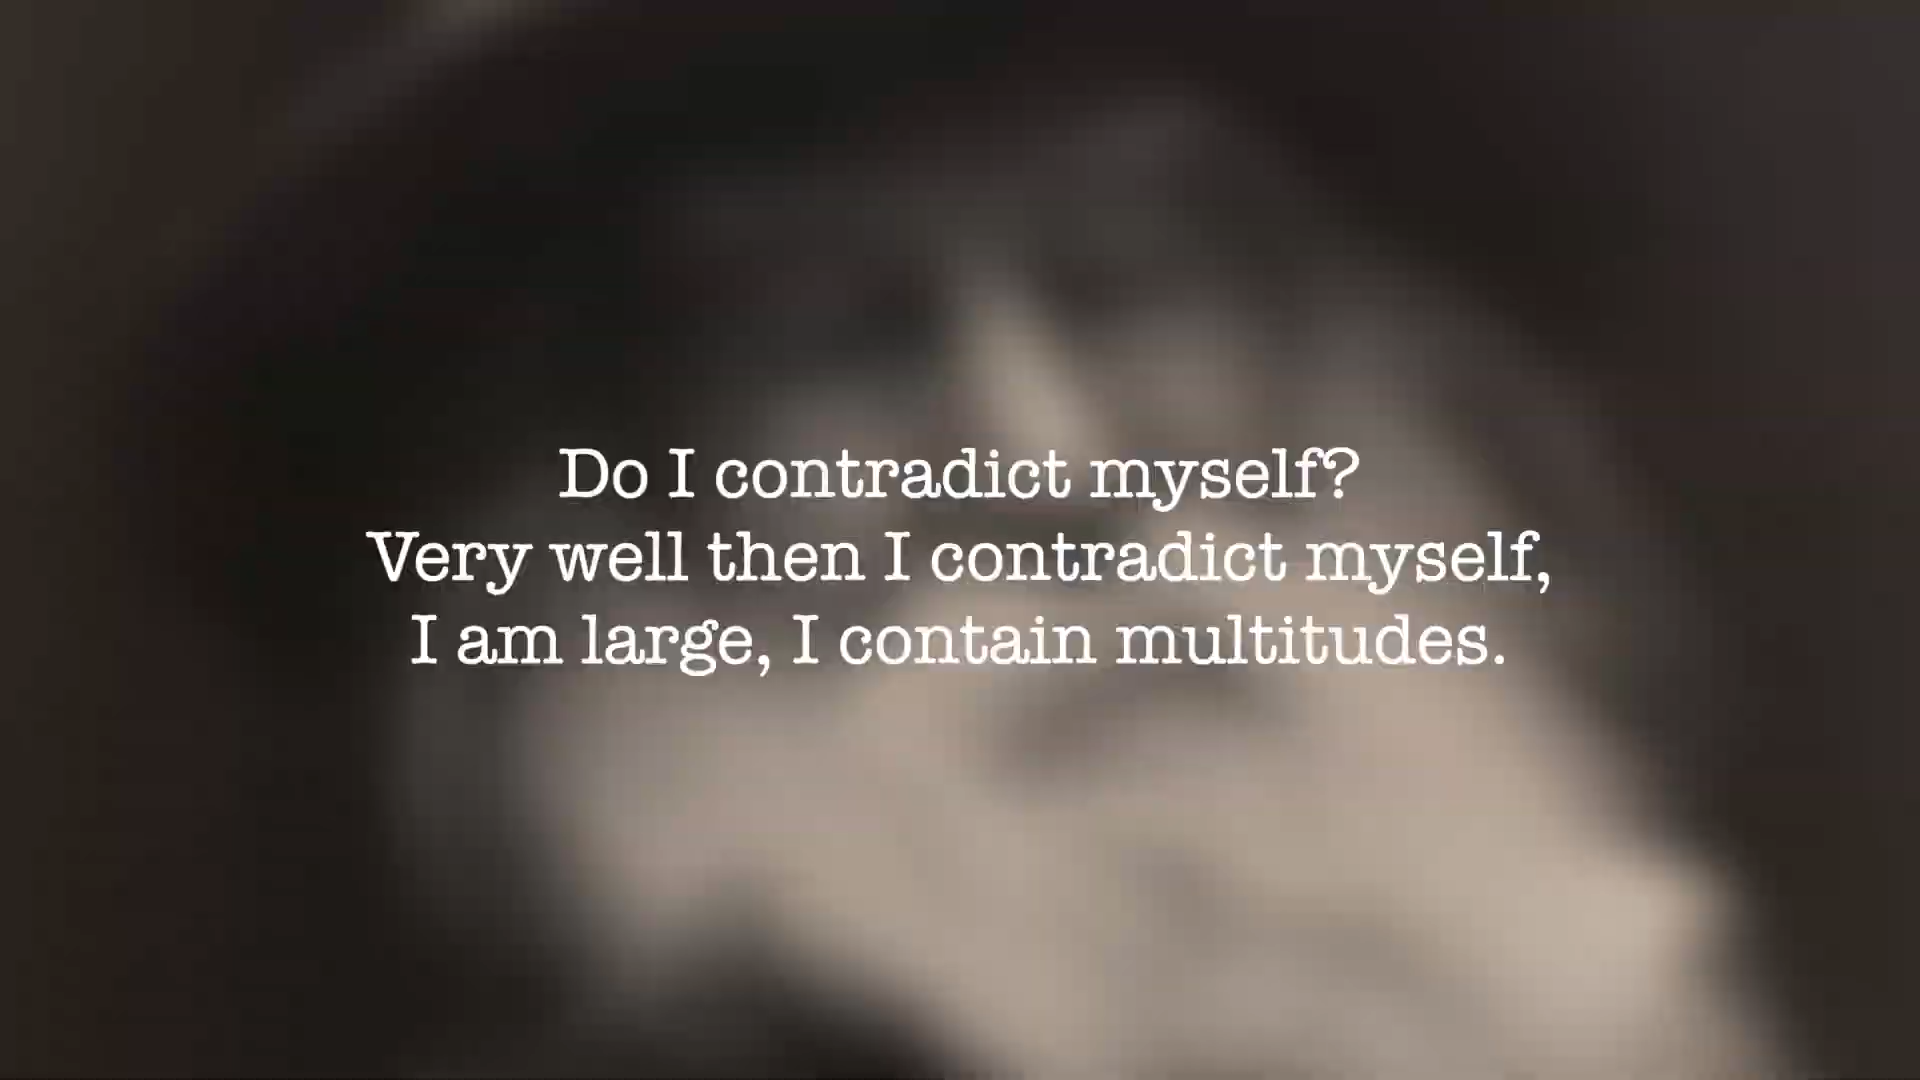 Do I contradict myself?
Very well then I contradict myself,
I am large, I contain multitudes.